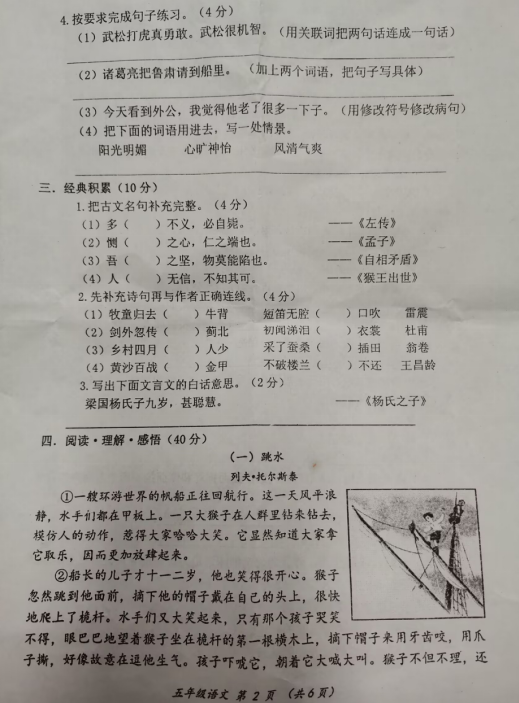 4.按要求完成句子练习。（4分）
（1）武松打虎真勇敢。武松很机智。（用关联词把两句话连成一句话）
（2）诸葛亮把鲁肃请到船里。（加上两个词语，把句子写具体）
（3）今天看到外公，我觉得他老了很多一下子。（用修改符号修改病句）
（4）把下面的词语用进去，写一处情景。
阳光明媚 心旷神怡 风清气爽
三．经典积累（10分）
1.把古文名句补充完整。（4分）
（1）多（ ）不义，必自毙。 ——《左传》
（2）恻（ ）之心，仁之端也。 ——《孟子》
（3）吾（ ）之坚，物莫能陷也。 ——《自相矛盾》
（4）人（ ）无信，不知其可。 ——《猴王出世》
2.先补充诗句再与作者正确连线。（4分）
（1）牧童归去（ ）牛背 短笛无腔（ ）口吹 雷震
（2）剑外忽传（ ）蓟北 初闻涕泪（ ）衣裳 杜甫
（3）乡村四月（ ）人少 采了蚕桑（ ）插田 翁卷
（4）黄沙百战（ ）金甲 不破楼兰（ ）不还 王昌龄
3.写出下面文言文的白话意思。（2分）
梁国杨氏子九岁，甚聪慧。 ——《杨氏之子》
四．阅读·理解·感悟（40分）
（一）跳水
列夫·托尔斯泰
①一艘环游世界的帆船正往回航行。这一天风平浪
静，水手们都在甲板上。一只大猴子在人群里钻来钻去，
模仿人的动作，惹得大家哈哈大笑。它显然知道大家拿
它取乐，因而更加放肆起来。
②船长的儿子才十一二岁，他也笑得很开心。猴子
忽然跳到他面前，摘下他的帽子戴在自己的头上，很快
地爬上了桅杆。水手们又大笑起来，只有那个孩子哭笑
不得，眼巴巴地望着猴子坐在桅杆的第一根横木上，摘下帽子来用牙齿咬，用爪
子撕，好像故意在逗他生气。孩子吓唬它，朝着它大喊大叫。猴子不但不理，还
五年级语文 第2页 （共6页）